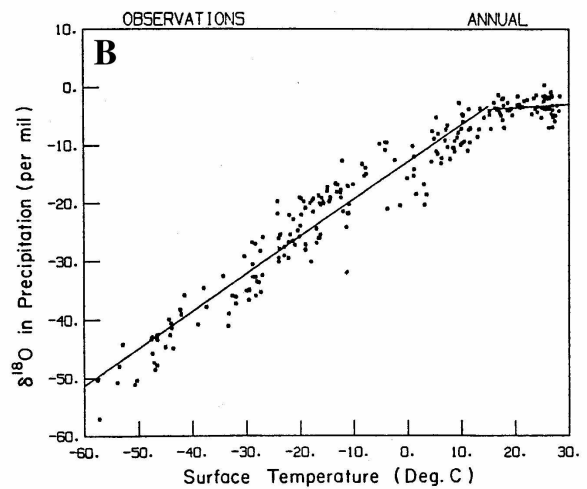 OBSERVATIONS ANNUAL
B
10.
0.
-10.
-20.
-30.
-40.
-50.
-60.
δ18O in Precipitation (per mil)
-60. -50. -40. -30. -20. -10. 0. 10. 20. 30.
Surface Temperature (Deg. C)